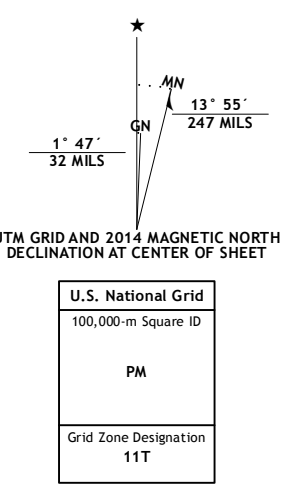 ★
MN
GN
13° 55´
247 MILS
1° 47´
32 MILS
UTM GRID AND 2014 MAGNETIC NORTH
DECLINATION AT CENTER OF SHEET
U.S. National Grid
100,000-m Square ID
PM
Grid Zone Designation
11T